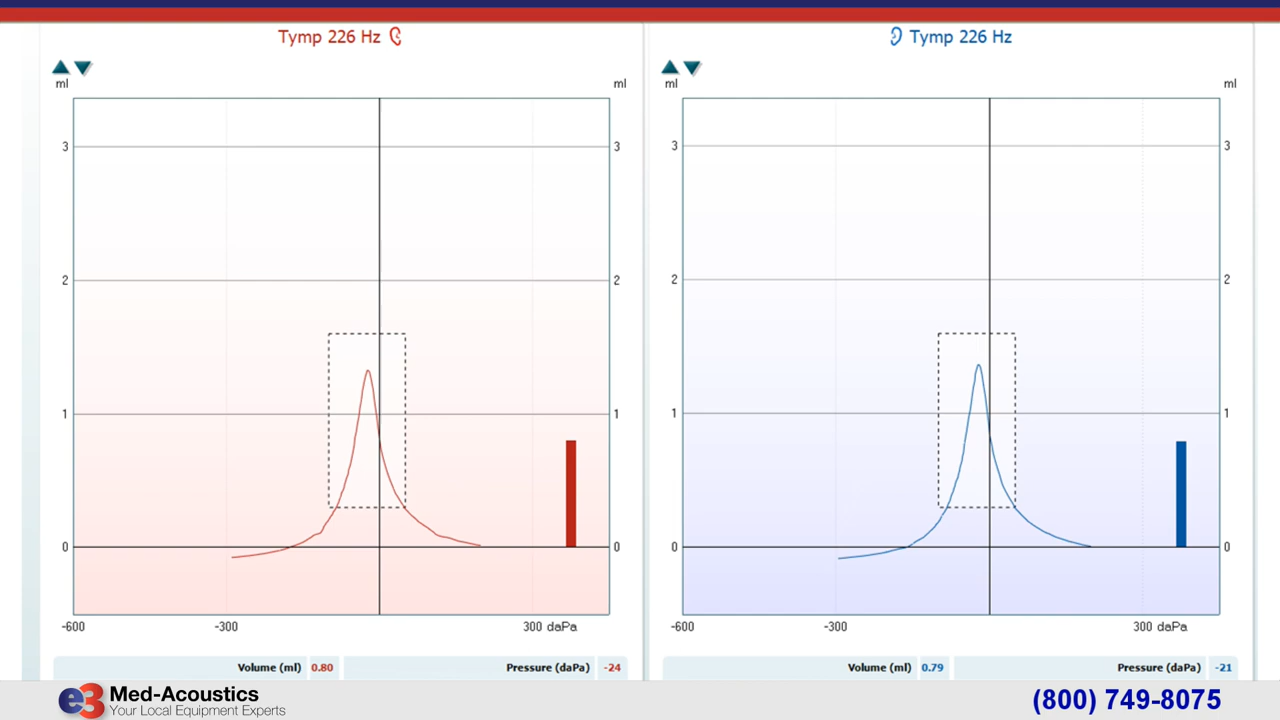 Tymp 226 Hz
ml
ml
3
3
2
2
1
1
0
0
-600
-300
300 daPa
Volume (ml) 0.80
Pressure (daPa) -24
Tymp 226 Hz
ml
ml
3
3
2
2
1
1
0
0
-600
-300
300 daPa
Volume (ml) 0.79
Pressure (daPa) -21
e3 Med-Acoustics
Your Local Equipment Experts
(800) 749-8075